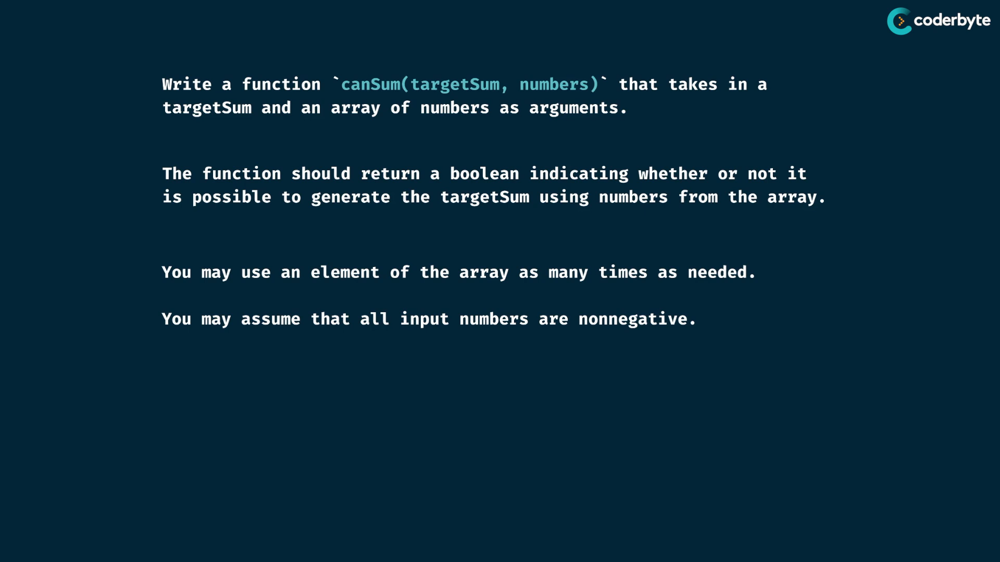 coderbyte
Write a function `canSum(targetSum, numbers)` that takes in a
targetSum and an array of numbers as arguments.
The function should return a boolean indicating whether or not it
is possible to generate the targetSum using numbers from the array.
You may use an element of the array as many times as needed.
You may assume that all input numbers are nonnegative.